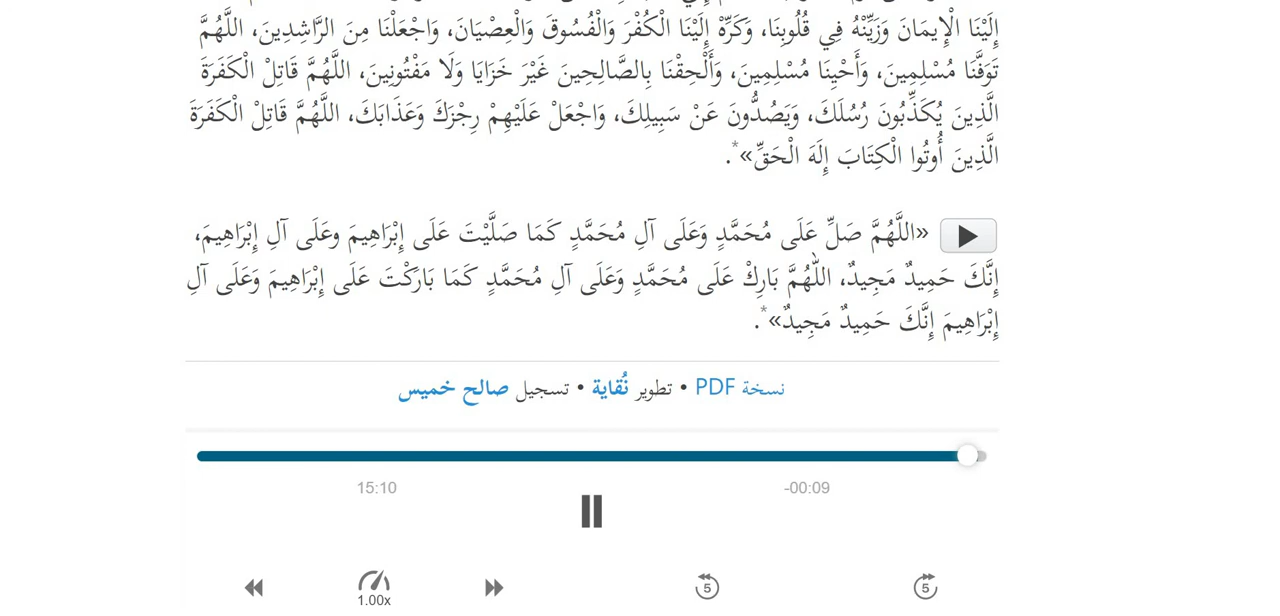 إِلَيْنَا الْإِيمَانَ وَزَيِّنْهُ فِي قُلُوبِنَا، وَكَرِّهْ إِلَيْنَا الْكُفْرَ وَالْفُسُوقَ وَالْعِصْيَانَ، وَاجْعَلْنَا مِنَ الرَّاشِدِينَ، اللَّهُمَّ
تَوَفَّنَا مُسْلِمِينَ، وَأَحْيِنَا مُسْلِمِينَ، وَأَلْحِقْنَا بِالصَّالِحِينَ غَيْرَ خَزَايَا وَلَا مَفْتُونِينَ، اللَّهُمَّ قَاتِلْ الْكَفَرَةَ
الَّذِينَ يُكَذِّبُونَ رُسُلَكَ، وَيَصُدُّونَ عَنْ سَبِيلِكَ، وَاجْعَلْ عَلَيْهِمْ رِجْزَكَ وَعَذَابَكَ، اللَّهُمَّ قَاتِلْ الْكَفَرَةَ
الَّذِينَ أُوتُوا الْكِتَابَ إِلَهَ الْحَقِّ»*.
«اللَّهُمَّ صَلِّ عَلَى مُحَمَّدٍ وَعَلَى آلِ مُحَمَّدٍ كَمَا صَلَّيْتَ عَلَى إِبْرَاهِيمَ وعَلَى آلِ إِبْرَاهِيمَ،
إِنَّكَ حَمِيدٌ مَجِيدٌ، اللَّهُمَّ بَارِكْ عَلَى مُحَمَّدٍ وَعَلَى آلِ مُحَمَّدٍ كَمَا بَارَكْتَ عَلَى إِبْرَاهِيمَ وَعَلَى آلِ
إِبْرَاهِيمَ إِنَّكَ حَمِيدٌ مَجِيدٌ»*.
نسخة PDF • تطوير نُقاية • تسجيل صالح خميس
15:10
-00:09
1.00x
5
5